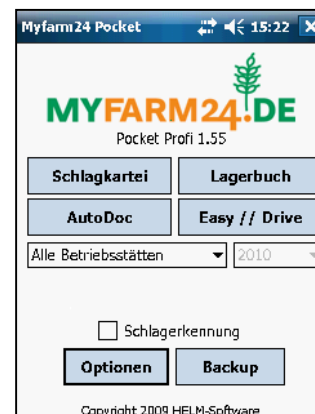 Myfarm24 Pocket 15:22
MYFARM24.DE
Pocket Profi 1.55
Schlagkartei Lagerbuch
AutoDoc Easy // Drive
Alle Betriebsstätten 2010
Schlagerkennung
Optionen Backup
Copyright 2009 HELM-Software